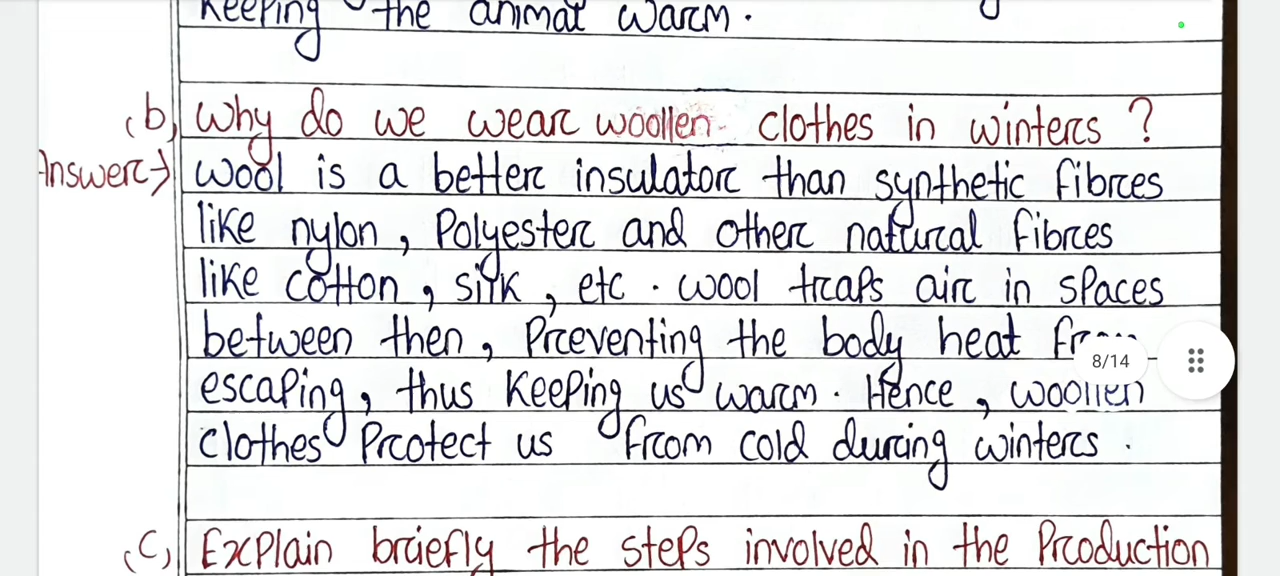 keeping the animal warm.
(b) Why do we wear woollen clothes in winters ?
Answer→ Wool is a better insulator than synthetic fibres
like nylon, Polyester and other natural fibres
like cotton, silk, etc. wool traps air in spaces
between then, Preventing the body heat
8/14
escaping, thus keeping us warm. Hence, woollen
clothes Protect us from cold during winters.
(c) Explain briefly the steps involved in the Production